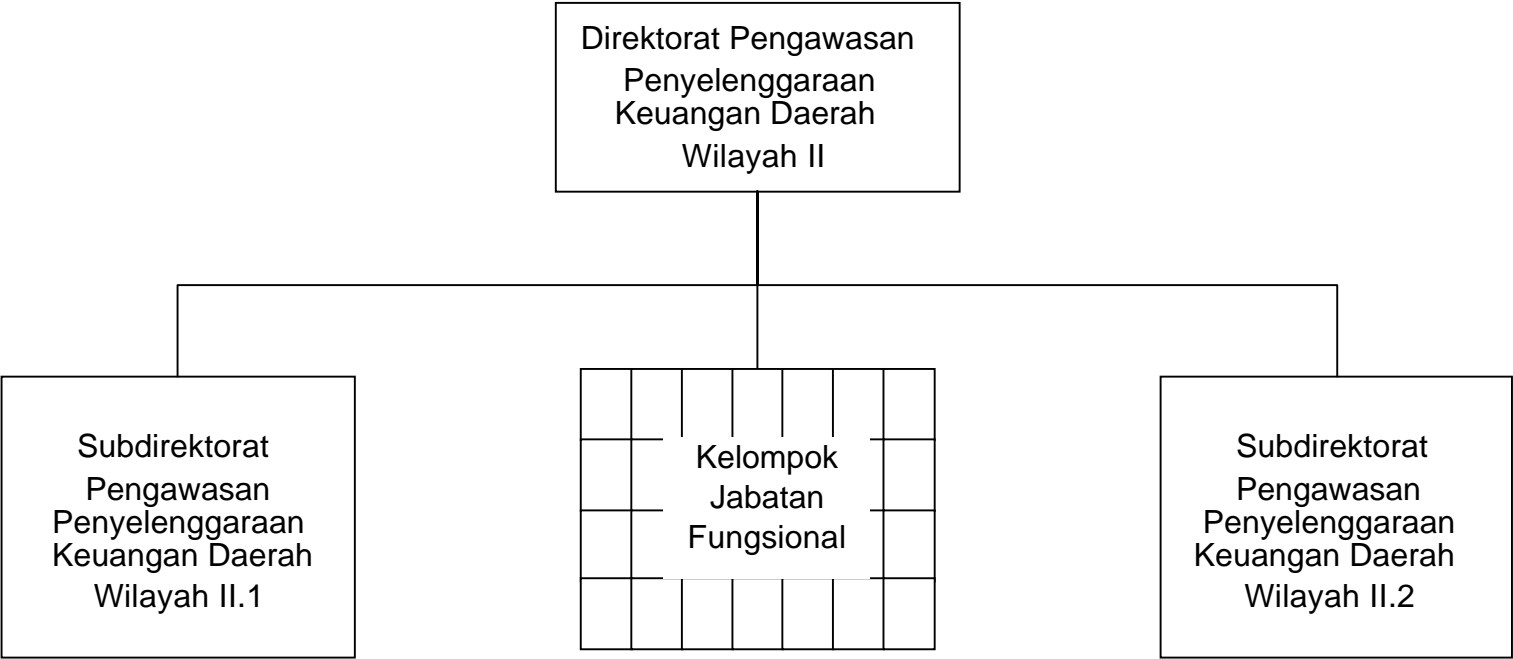 Direktorat Pengawasan
Penyelenggaraan
Keuangan Daerah
Wilayah II
Subdirektorat
Pengawasan
Penyelenggaraan
Keuangan Daerah
Wilayah II.1
Kelompok
Jabatan
Fungsional
Subdirektorat
Pengawasan
Penyelenggaraan
Keuangan Daerah
Wilayah II.2